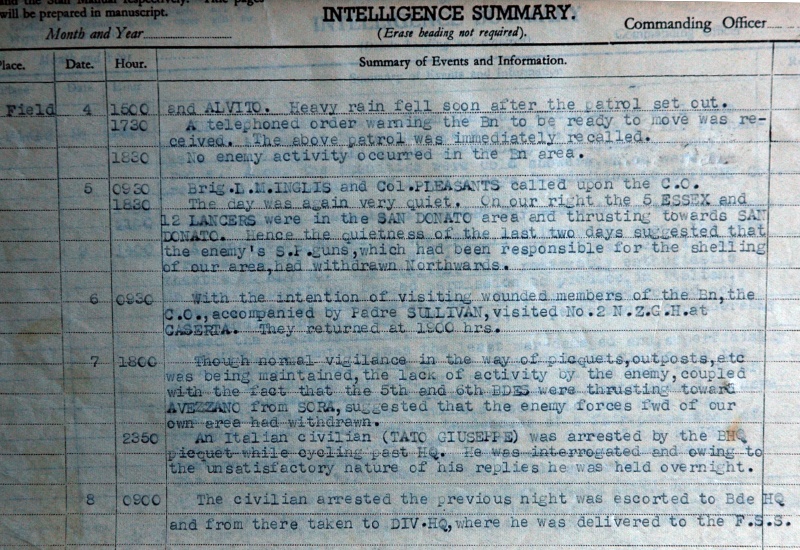 and the Staff Manual respectively. Title pages
will be prepared in manuscript.
INTELLIGENCE SUMMARY.
(Erase heading not required).
Month and Year
Commanding Officer
Place. Date. Hour. Summary of Events and Information.
Field 4 1600 and ALVITO. Heavy rain fell soon after the patrol set out.
1730 A telephoned order warning the Bn to be ready to move was re-
ceived. The above patrol was immediately recalled.
1830 No enemy activity occurred in the Bn area.
5 0930 Brig.L.M.INGLIS and Col.PLEASANTS called upon the C.O.
1830 The day was again very quiet. On our right the 5 ESSEX and
12 LANCERS were in the SAN DONATO area and thrusting towards SAN
DONATO. Hence the quietness of the last two days suggested that
the enemy's S.P.guns,which had been responsible for the shelling
of our area,had withdrawn Northwards.
6 0930 With the intention of visiting wounded members of the Bn,the
C.O.,accompanied by Padre SULLIVAN,visited No.2 N.Z.G.H.at
CASERTA. They returned at 1900 hrs.
7 1800 Though normal vigilance in the way of picquets,outposts,etc
was being maintained,the lack of activity by the enemy,coupled
with the fact that the 5th and 6th BDES were thrusting toward
AVEZZANO from SORA,suggested that the enemy forces fwd of our
own area had withdrawn.
2350 An Italian civilian (TATO GIUSEPPE) was arrested by the BHQ
picquet while cycling past HQ. He was interrogated and owing to
the unsatisfactory nature of his replies he was held overnight.
8 0900 The civilian arrested the previous night was escorted to Bde HQ
and from there taken to DIV.HQ,where he was delivered to the F.S.S.